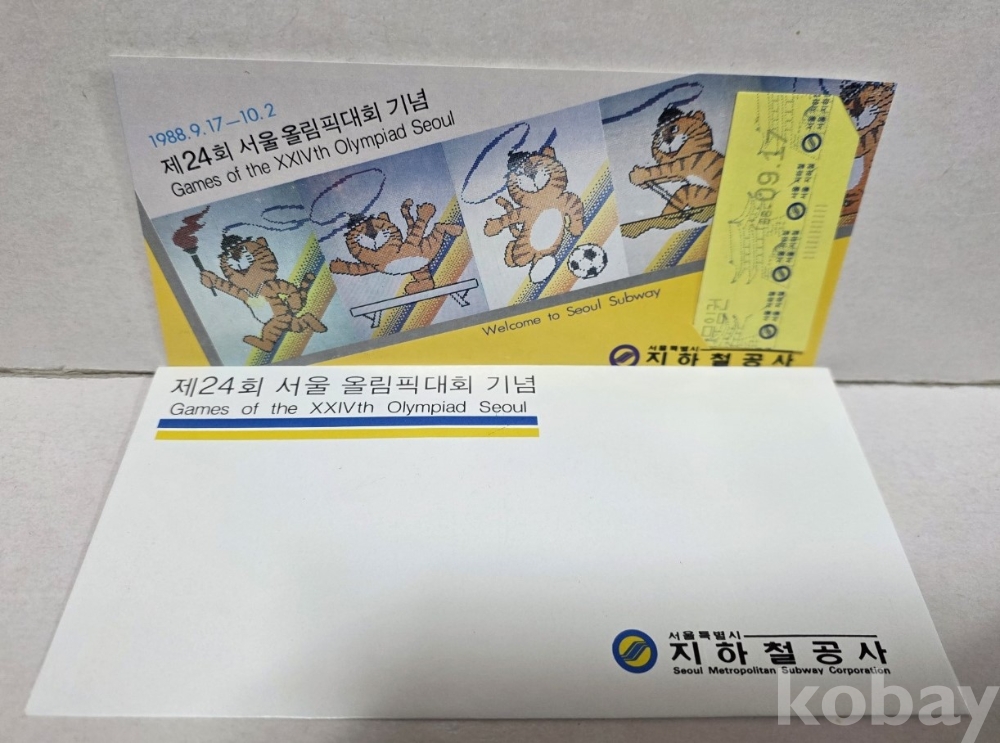 1988.9.17-10.2
제24회 서울 올림픽대회 기념
Games of the XXIVth Olympiad Seoul
Welcome to Seoul Subway
서울특별시
지하철공사
88.09.17
제24회 서울 올림픽대회 기념
Games of the XXIVth Olympiad Seoul
서울특별시
지하철공사
Seoul Metropolitan Subway Corporation
kobay